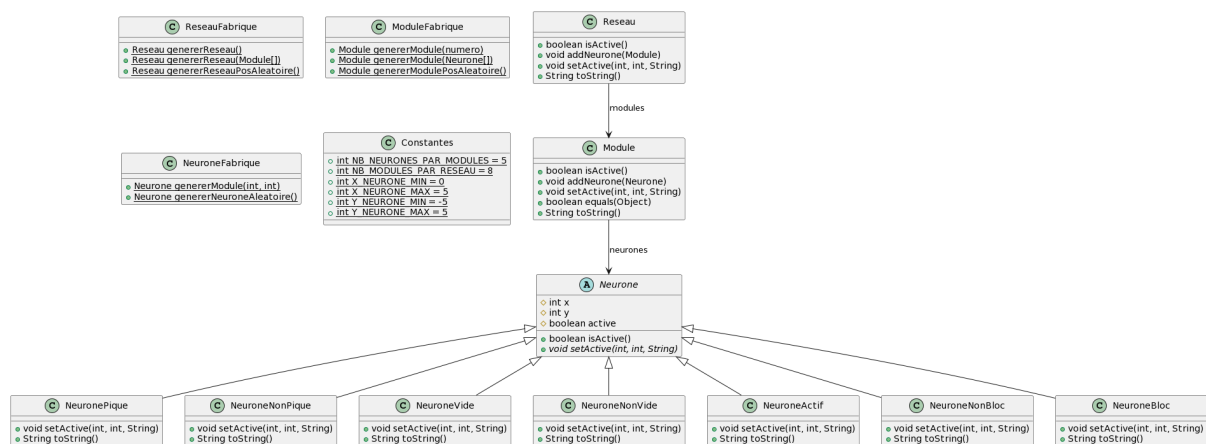 C ReseauFabrique
Reseau genererReseau()
Reseau genererReseau(Module[])
Reseau genererReseauPosAleatoire()
C ModuleFabrique
Module genererModule(numero)
Module genererModule(Neurone[])
Module genererModulePosAleatoire()
C Reseau
boolean isActive()
void addNeurone(Module)
void setActive(int, int, String)
String toString()
modules
C NeuroneFabrique
Neurone genererModule(int, int)
Neurone genererNeuroneAleatoire()
C Constantes
int NB_NEURONES_PAR_MODULES = 5
int NB_MODULES_PAR_RESEAU = 8
int X_NEURONE_MIN = 0
int X_NEURONE_MAX = 5
int Y_NEURONE_MIN = -5
int Y_NEURONE_MAX = 5
C Module
boolean isActive()
void addNeurone(Neurone)
void setActive(int, int, String)
boolean equals(Object)
String toString()
neurones
A Neurone
int x
int y
boolean active
boolean isActive()
void setActive(int, int, String)
C NeuronePique
void setActive(int, int, String)
String toString()
C NeuroneNonPique
void setActive(int, int, String)
String toString()
C NeuroneVide
void setActive(int, int, String)
String toString()
C NeuroneNonVide
void setActive(int, int, String)
String toString()
C NeuroneActif
void setActive(int, int, String)
String toString()
C NeuroneNonBloc
void setActive(int, int, String)
String toString()
C NeuroneBloc
void setActive(int, int, String)
String toString()